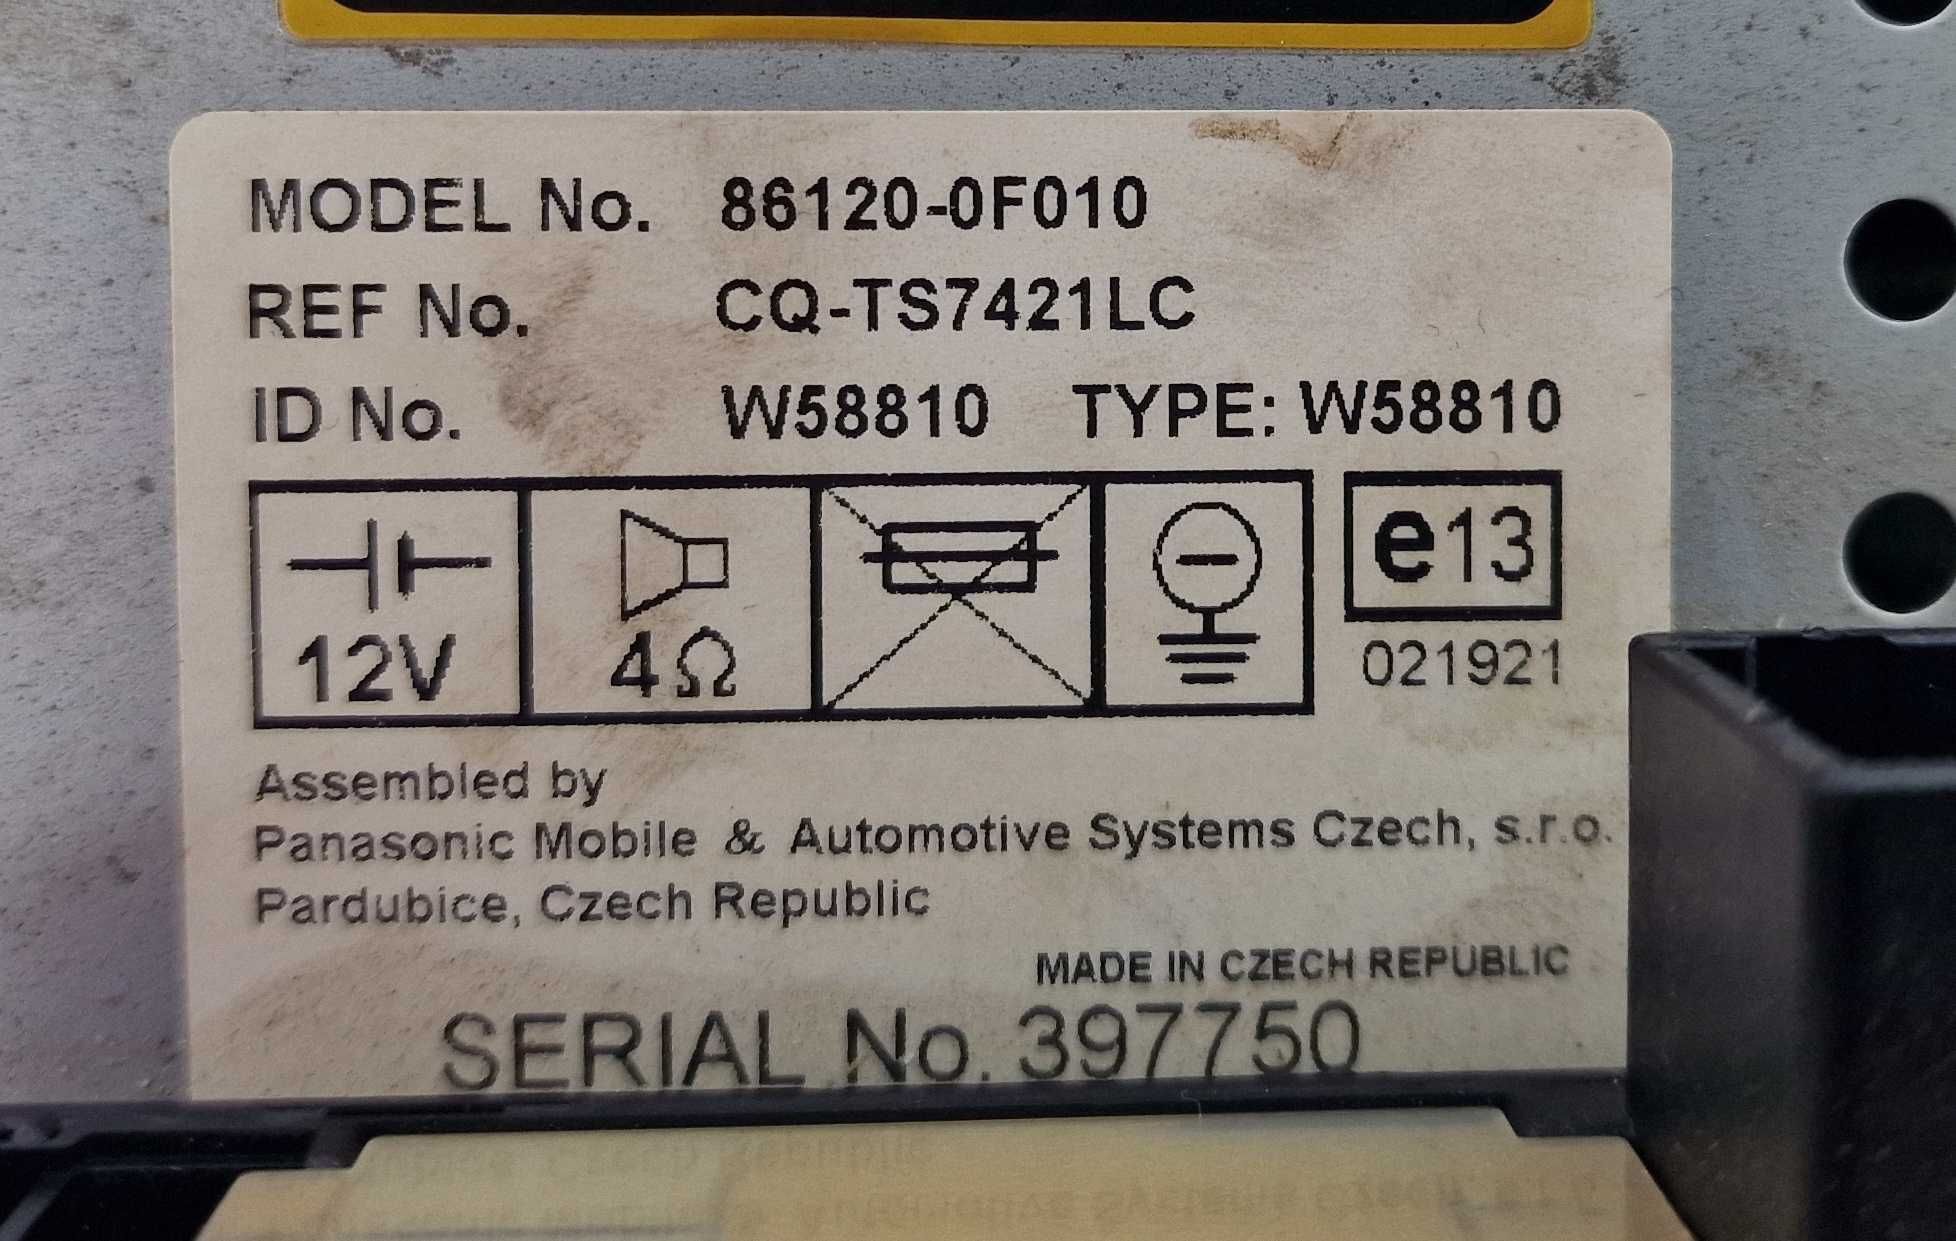 MODEL No. 86120-0F010
REF No. CQ-TS7421LC
ID No. W58810 TYPE: W58810
12V 4Ω e13
021921
Assembled by
Panasonic Mobile & Automotive Systems Czech, s.r.o.
Pardubice, Czech Republic
MADE IN CZECH REPUBLIC
SERIAL No. 397750